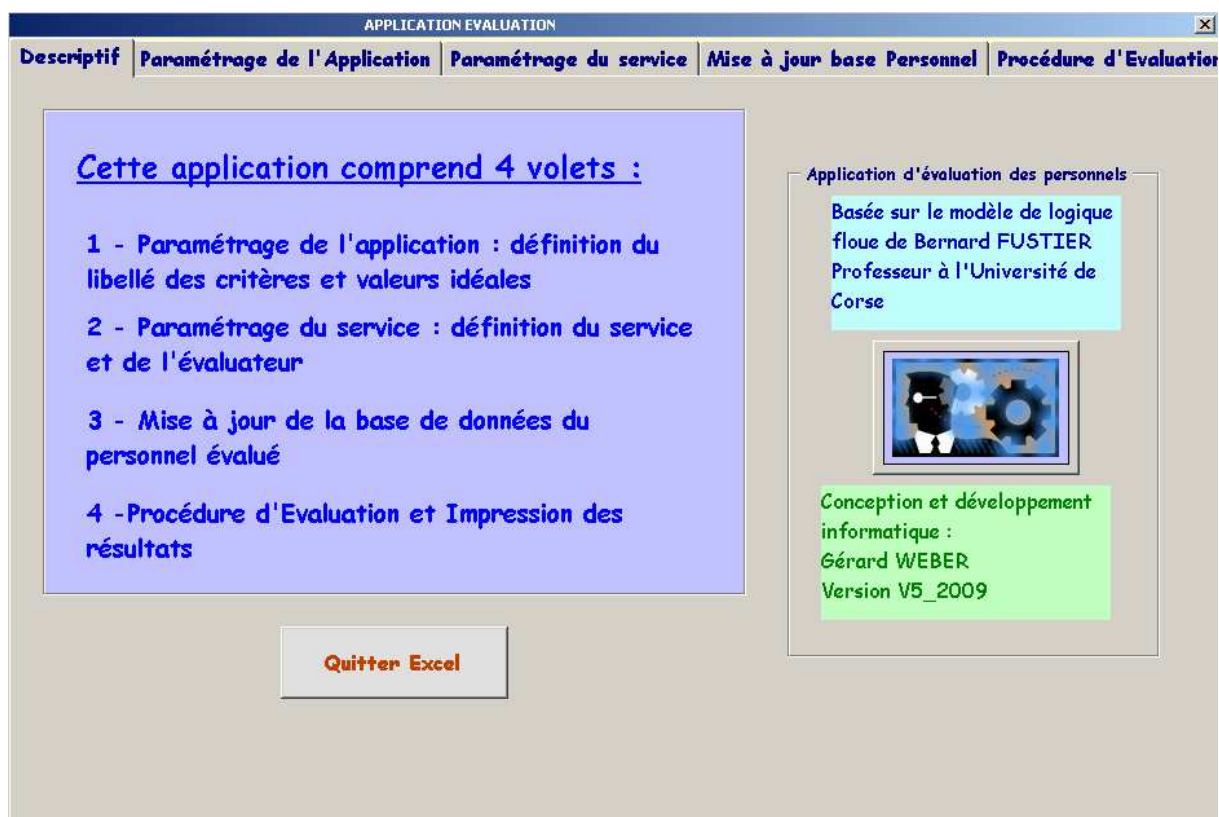 APPLICATION EVALUATION
Descriptif
Paramétrage de l'Application
Paramétrage du service
Mise à jour base Personnel
Procédure d'Evaluation
Cette application comprend 4 volets :
1 - Paramétrage de l'application : définition du
libellé des critères et valeurs idéales
2 - Paramétrage du service : définition du service
et de l'évaluateur
3 - Mise à jour de la base de données du
personnel évalué
4 -Procédure d'Evaluation et Impression des
résultats
Quitter Excel
Application d'évaluation des personnels
Basée sur le modèle de logique
floue de Bernard FUSTIER
Professeur à l'Université de
Corse
Conception et développement
informatique :
Gérard WEBER
Version V5_2009